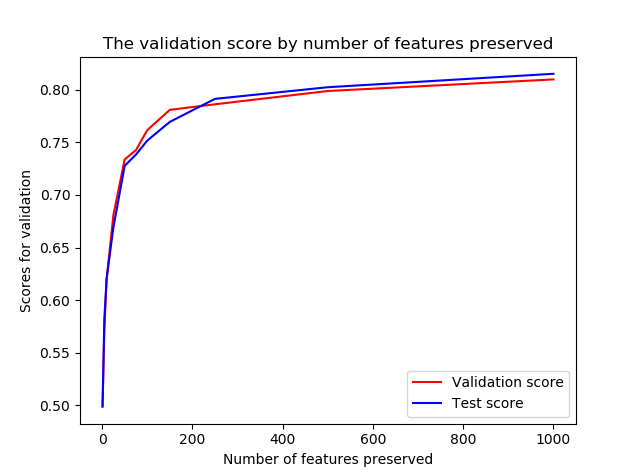 The validation score by number of features preserved
Scores for validation
0.80
0.75
0.70
0.65
0.60
0.55
0.50
0 200 400 600 800 1000
Number of features preserved
Validation score
Test score